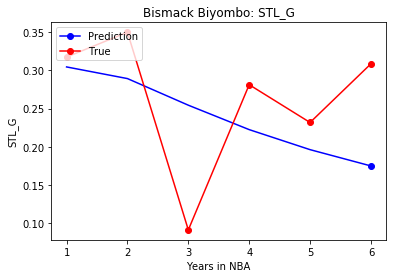 Bismack Biyombo: STL_G
Prediction
True
0.35
0.30
0.25
0.20
0.15
0.10
STL_G
1 2 3 4 5 6
Years in NBA